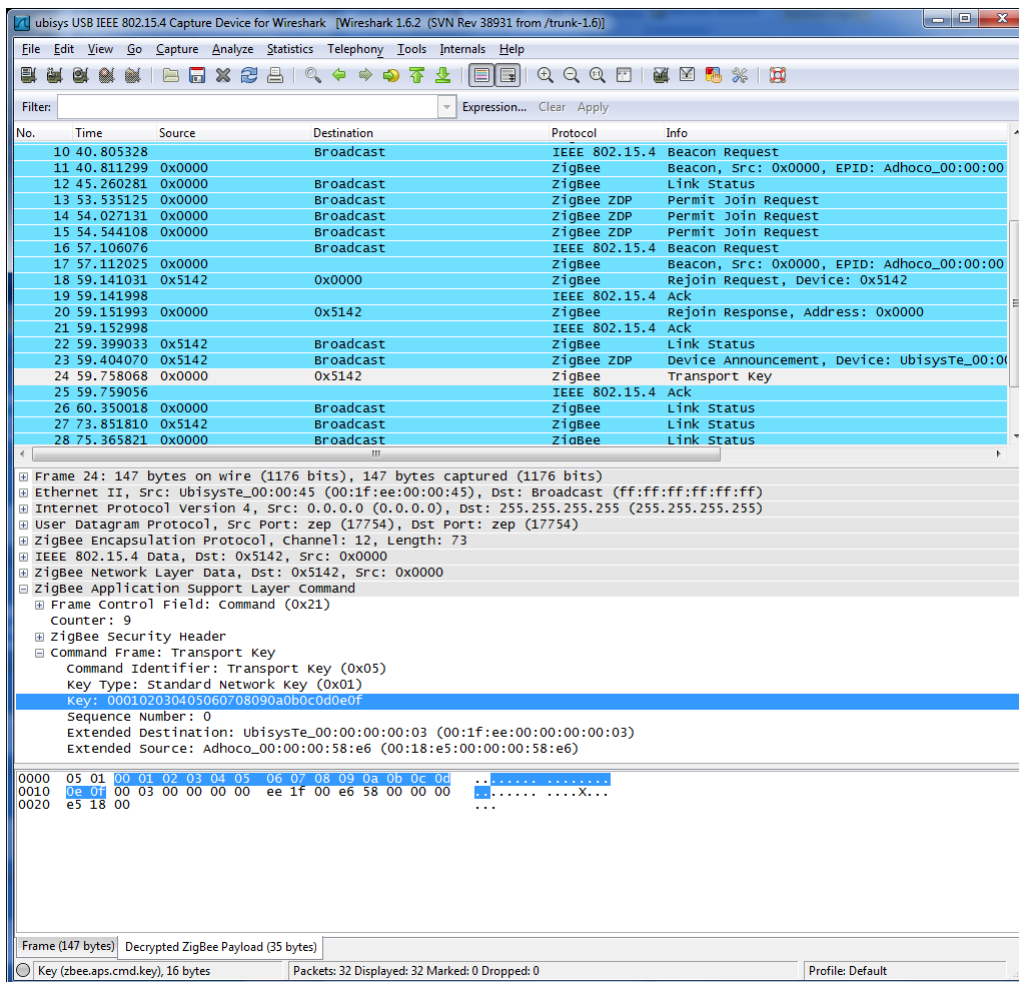 ubisys USB IEEE 802.15.4 Capture Device for Wireshark [Wireshark 1.6.2 (SVN Rev 38931 from /trunk-1.6)]
File Edit View Go Capture Analyze Statistics Telephony Tools Internals Help
Filter: Expression... Clear Apply
No. Time Source Destination Protocol Info
10 40.805328 Broadcast IEEE 802.15.4 Beacon Request
11 40.811299 0x0000 ZigBee Beacon, Src: 0x0000, EPID: Adhoco_00:00:00
12 45.260281 0x0000 Broadcast ZigBee Link Status
13 53.535125 0x0000 Broadcast ZigBee ZDP Permit Join Request
14 54.027131 0x0000 Broadcast ZigBee ZDP Permit Join Request
15 54.544108 0x0000 Broadcast ZigBee ZDP Permit Join Request
16 57.106076 Broadcast IEEE 802.15.4 Beacon Request
17 57.112025 0x0000 ZigBee Beacon, Src: 0x0000, EPID: Adhoco_00:00:00
18 59.141031 0x5142 0x0000 ZigBee Rejoin Request, Device: 0x5142
19 59.141998 IEEE 802.15.4 Ack
20 59.151993 0x0000 0x5142 ZigBee Rejoin Response, Address: 0x0000
21 59.152998 IEEE 802.15.4 Ack
22 59.399033 0x5142 Broadcast ZigBee Link Status
23 59.404070 0x5142 Broadcast ZigBee ZDP Device Announcement, Device: UbisysTe_00:0
24 59.758068 0x0000 0x5142 ZigBee Transport Key
25 59.759056 IEEE 802.15.4 Ack
26 60.350018 0x0000 Broadcast ZigBee Link Status
27 73.851810 0x5142 Broadcast ZigBee Link Status
28 75.365821 0x0000 Broadcast ZigBee Link Status
Frame 24: 147 bytes on wire (1176 bits), 147 bytes captured (1176 bits)
Ethernet II, Src: UbisysTe_00:00:45 (00:1f:ee:00:00:45), Dst: Broadcast (ff:ff:ff:ff:ff:ff)
Internet Protocol Version 4, Src: 0.0.0.0 (0.0.0.0), Dst: 255.255.255.255 (255.255.255.255)
User Datagram Protocol, Src Port: zep (17754), Dst Port: zep (17754)
ZigBee Encapsulation Protocol, Channel: 12, Length: 73
IEEE 802.15.4 Data, Dst: 0x5142, Src: 0x0000
ZigBee Network Layer Data, Dst: 0x5142, Src: 0x0000
ZigBee Application Support Layer Command
Frame Control Field: Command (0x21)
Counter: 9
ZigBee Security Header
Command Frame: Transport Key
Command Identifier: Transport Key (0x05)
Key Type: Standard Network Key (0x01)
Key: 000102030405060708090a0b0c0d0e0f
Sequence Number: 0
Extended Destination: UbisysTe_00:00:00:00:03 (00:1f:ee:00:00:00:00:03)
Extended Source: Adhoco_00:00:00:58:e6 (00:18:e5:00:00:00:58:e6)
0000 05 01 00 01 02 03 04 05 06 07 08 09 0a 0b 0c 0d ........ ........
0010 0e 0f 00 03 00 00 00 00 ee 1f 00 e6 58 00 00 00 ........ ....X...
0020 e5 18 00 ...
Frame (147 bytes) Decrypted ZigBee Payload (35 bytes)
Key (zbee.aps.cmd.key), 16 bytes Packets: 32 Displayed: 32 Marked: 0 Dropped: 0 Profile: Default